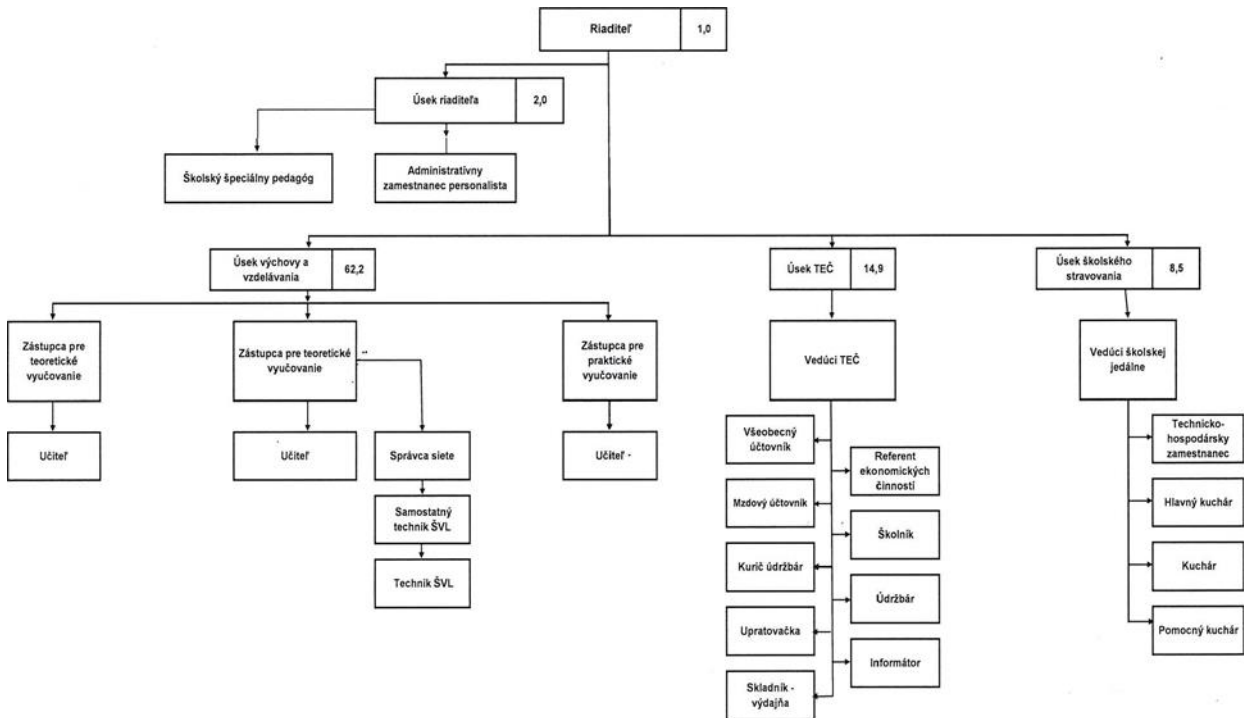 Riaditeľ
1,0
Úsek riaditeľa
2,0
Školský špeciálny pedagóg
Administratívny
zamestnanec personalista
Úsek výchovy a
vzdelávania
62,2
Úsek TEČ
14,9
Úsek školského
stravovania
8,5
Zástupca pre
teoretické
vyučovanie
Zástupca pre teoretické
vyučovanie
Zástupca pre
praktické
vyučovanie
Vedúci TEČ
Vedúci školskej
jedálne
Učiteľ
Učiteľ
Správca siete
Učiteľ -
Samostatný
technik ŠVL
Technik ŠVL
Všeobecný
účtovník
Referent
ekonomických
činností
Mzdový účtovník
Školník
Kurič údržbár
Údržbár
Upratovačka
Informátor
Skladník -
výdajňa
Technicko-
hospodársky
zamestnanec
Hlavný kuchár
Kuchár
Pomocný kuchár